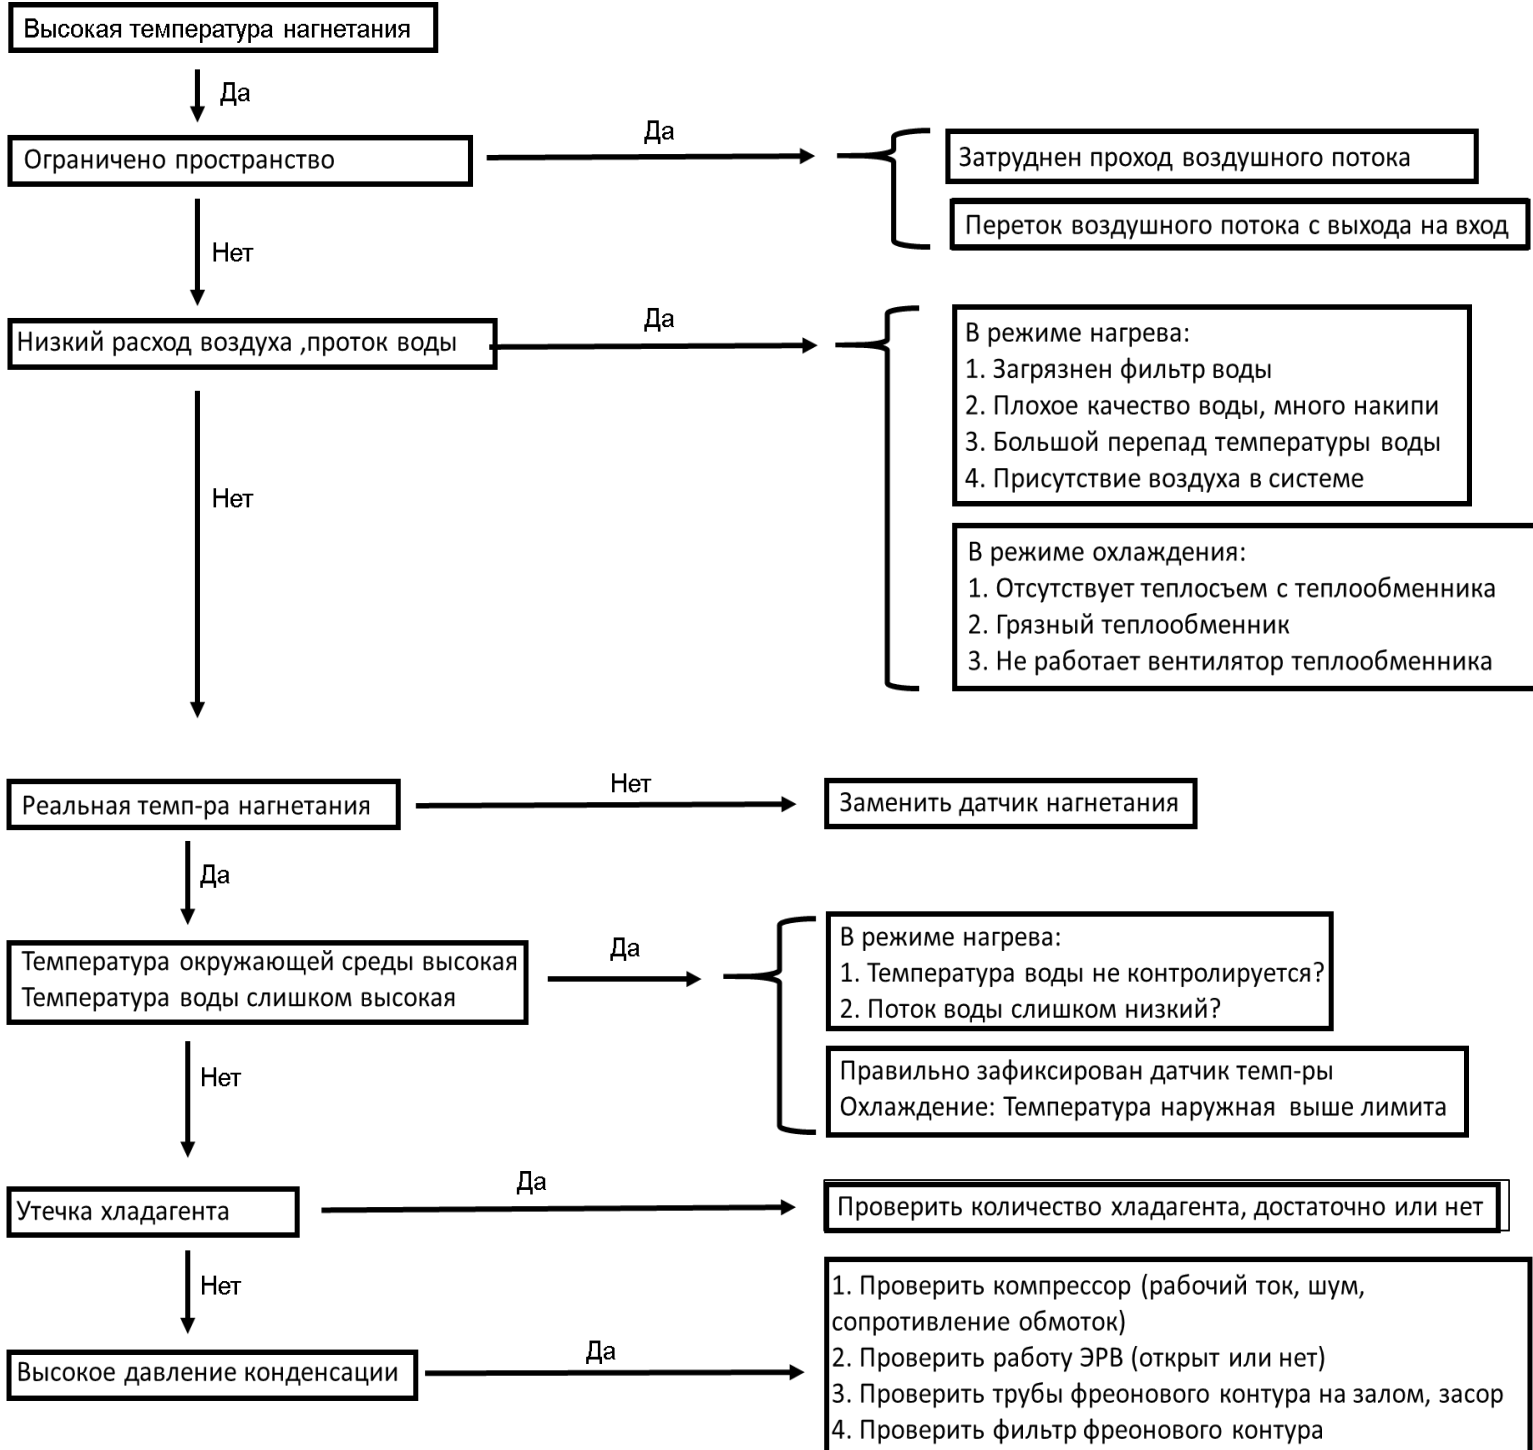 Высокая температура нагнетания
Да
Ограничено пространство
Да
Затруднен проход воздушного потока
Переток воздушного потока с выхода на вход
Нет
Низкий расход воздуха ,проток воды
Да
В режиме нагрева:
1. Загрязнен фильтр воды
2. Плохое качество воды, много накипи
3. Большой перепад температуры воды
4. Присутствие воздуха в системе
В режиме охлаждения:
1. Отсутствует теплосъем с теплообменника
2. Грязный теплообменник
3. Не работает вентилятор теплообменника
Нет
Реальная темп-ра нагнетания
Нет
Заменить датчик нагнетания
Да
Температура окружающей среды высокая
Температура воды слишком высокая
Да
В режиме нагрева:
1. Температура воды не контролируется?
2. Поток воды слишком низкий?
Правильно зафиксирован датчик темп-ры
Охлаждение: Температура наружная выше лимита
Нет
Утечка хладагента
Да
Проверить количество хладагента, достаточно или нет
Нет
Высокое давление конденсации
Да
1. Проверить компрессор (рабочий ток, шум,
сопротивление обмоток)
2. Проверить работу ЭРВ (открыт или нет)
3. Проверить трубы фреонового контура на залом, засор
4. Проверить фильтр фреонового контура